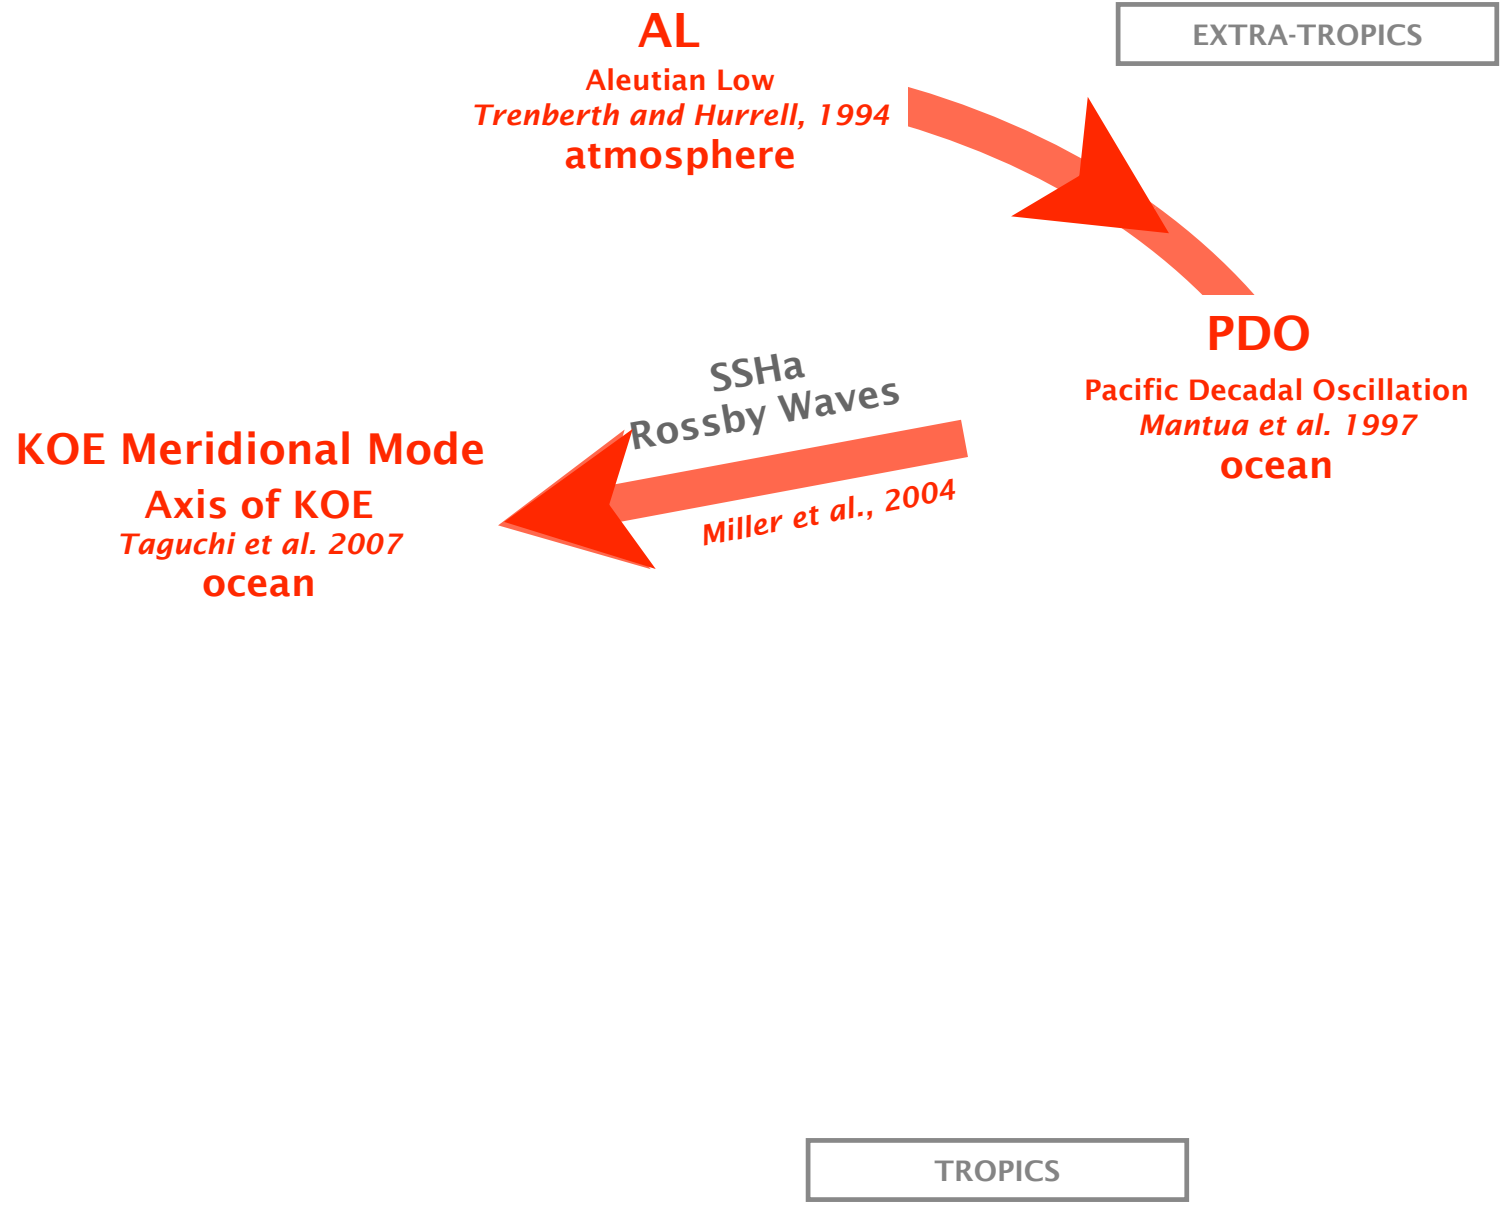 AL
Aleutian Low
Trenberth and Hurrell, 1994
atmosphere
EXTRA-TROPICS
PDO
Pacific Decadal Oscillation
Mantua et al. 1997
ocean
SSHa
Rossby Waves
Miller et al., 2004
KOE Meridional Mode
Axis of KOE
Taguchi et al. 2007
ocean
TROPICS